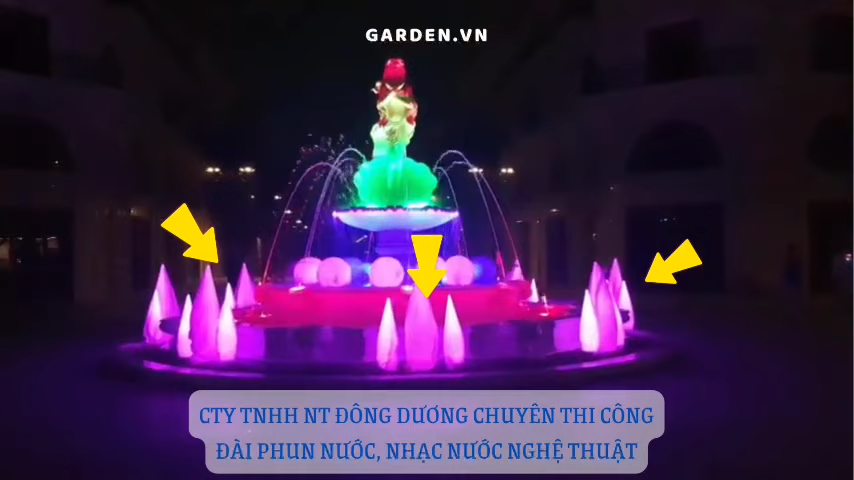 GARDEN.VN
CTY TNHH NT ĐÔNG DƯƠNG CHUYÊN THI CÔNG
ĐÀI PHUN NƯỚC, NHẠC NƯỚC NGHỆ THUẬT